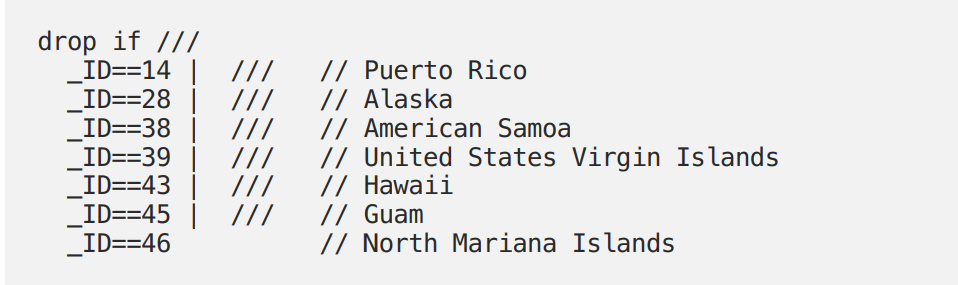 drop if ///
_ID==14 | /// // Puerto Rico
_ID==28 | /// // Alaska
_ID==38 | /// // American Samoa
_ID==39 | /// // United States Virgin Islands
_ID==43 | /// // Hawaii
_ID==45 | /// // Guam
_ID==46 // North Mariana Islands